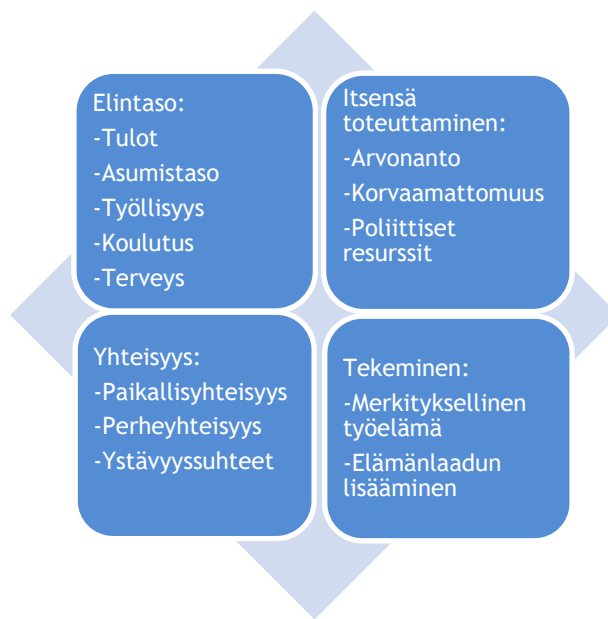 Elintaso:
-Tulot
-Asumistaso
-Työllisyys
-Koulutus
-Terveys
Itsensä
toteuttaminen:
-Arvonanto
-Korvaamattomuus
-Poliittiset
resurssit
Yhteisyys:
-Paikallisyhteisyys
-Perheyhteisyys
-Ystävyyssuhteet
Tekeminen:
-Merkityksellinen
työelämä
-Elämänlaadun
lisääminen